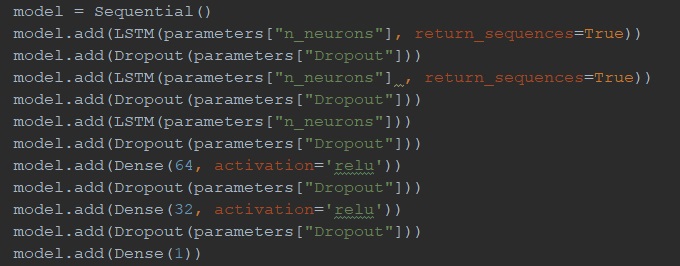 model = Sequential()
model.add(LSTM(parameters["n_neurons"], return_sequences=True))
model.add(Dropout(parameters["Dropout"]))
model.add(LSTM(parameters["n_neurons"] , return_sequences=True))
model.add(Dropout(parameters["Dropout"]))
model.add(LSTM(parameters["n_neurons"]))
model.add(Dropout(parameters["Dropout"]))
model.add(Dense(64, activation='relu'))
model.add(Dropout(parameters["Dropout"]))
model.add(Dense(32, activation='relu'))
model.add(Dropout(parameters["Dropout"]))
model.add(Dense(1))